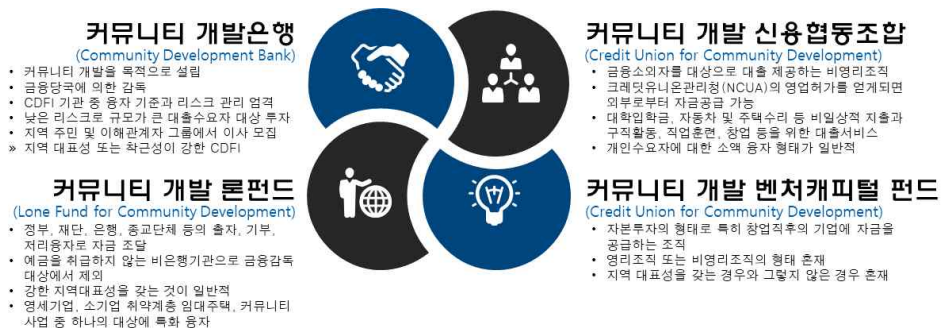 커뮤니티 개발은행
(Community Development Bank)
• 커뮤니티 개발을 목적으로 설립
• 금융당국에 의한 감독
• CDFI 기관 중 융자 기준과 리스크 관리 엄격
• 낮은 리스크로 규모가 큰 대출수요자 대상 투자
• 지역 주민 및 이해관계자 그룹에서 이사 모집
» 지역 대표성 또는 착근성이 강한 CDFI
커뮤니티 개발 신용협동조합
(Credit Union for Community Development)
• 금융소외자를 대상으로 대출 제공하는 비영리조직
• 크레딧유니온관리청(NCUA)의 영업허가를 얻게되면
외부로부터 자금공급 가능
• 대학입학금, 자동차 및 주택수리 등 비일상적 지출과
구직활동, 직업훈련, 창업 등을 위한 대출서비스
• 개인수요자에 대한 소액 융자 형태가 일반적
커뮤니티 개발 론펀드
(Lone Fund for Community Development)
• 정부, 재단, 은행, 종교단체 등의 출자, 기부,
저리융자로 자금 조달
• 예금을 취급하지 않는 비은행기관으로 금융감독
대상에서 제외
• 강한 지역대표성을 갖는 것이 일반적
• 영세기업, 소기업 취약계층 임대주택, 커뮤니티
사업 중 하나의 대상에 특화 융자
커뮤니티 개발 벤처캐피털 펀드
(Credit Union for Community Development)
• 자본투자의 형태로 특히 창업직후의 기업에 자금을
공급하는 조직
• 영리조직 또는 비영리조직의 형태 혼재
• 지역 대표성을 갖는 경우와 그렇지 않은 경우 혼재